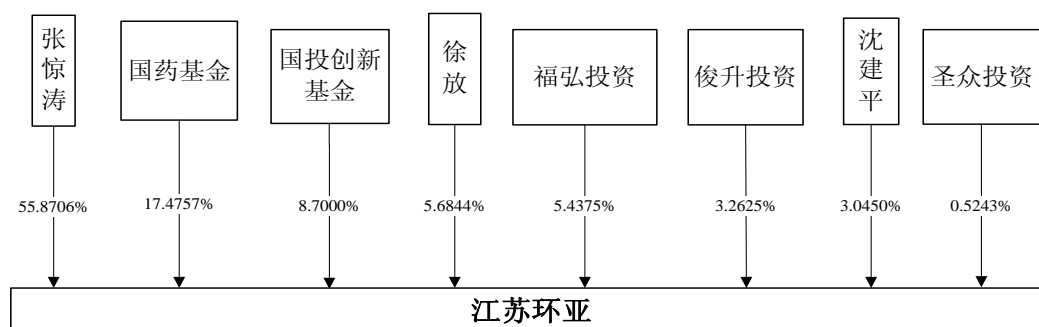 张惊涛
国药基金
国投创新
基金
徐放
福弘投资
俊升投资
沈建平
圣众投资
55.8706%
17.4757%
8.7000%
5.6844%
5.4375%
3.2625%
3.0450%
0.5243%
江苏环亚